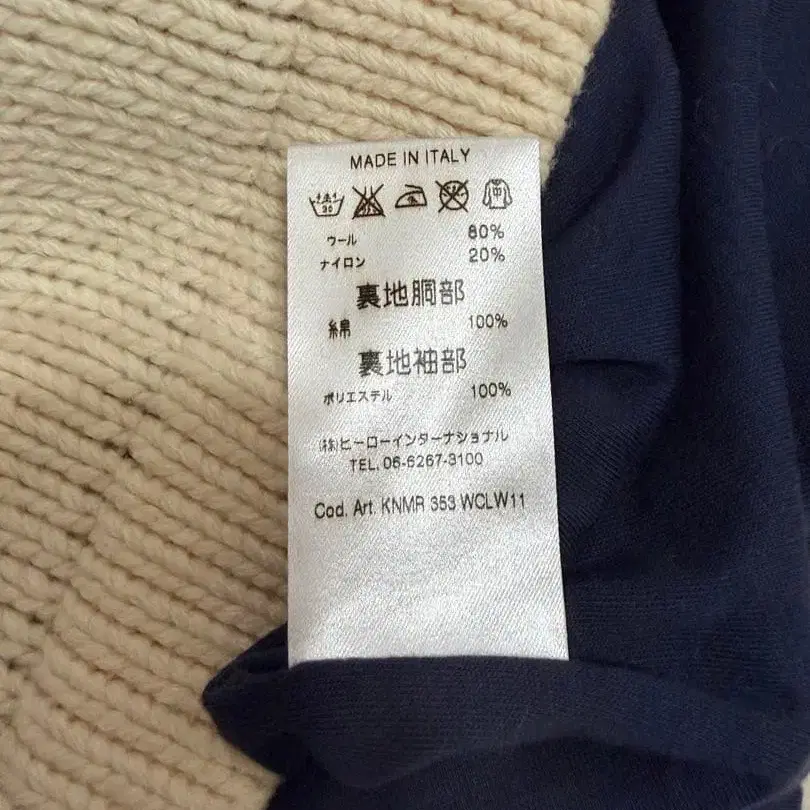 MADE IN ITALY
ウール 80%
ナイロン 20%
裏地胴部
綿 100%
裏地袖部
ポリエステル 100%
(株)ヒーローインターナショナル
TEL. 06-6267-3100
Cod. Art. KNMR 353 WCLW11